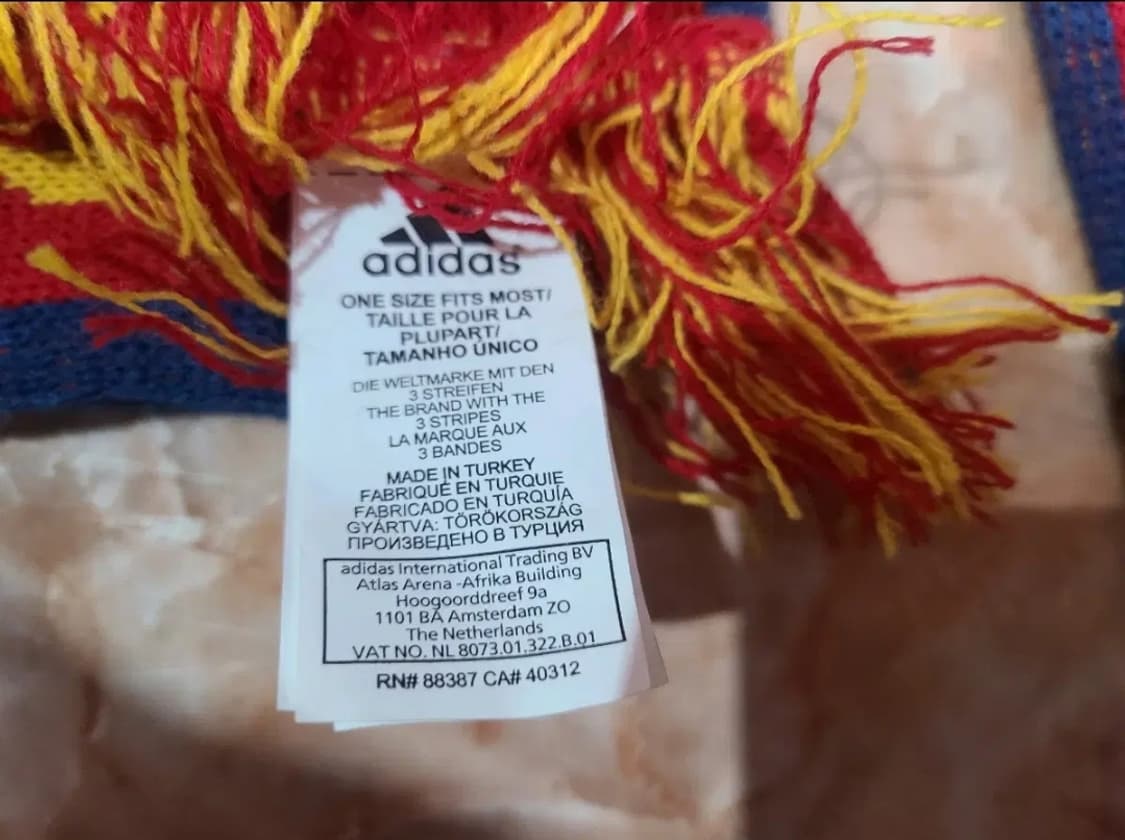 adidas
ONE SIZE FITS MOST/
TAILLE POUR LA
PLUPART/
TAMANHO ÚNICO
DIE WELTMARKE MIT DEN
3 STREIFEN
THE BRAND WITH THE
3 STRIPES
LA MARQUE AUX
3 BANDES
MADE IN TURKEY
FABRIQUÉ EN TURQUIE
FABRICADO EN TURQUÍA
GYÁRTVA: TÖRÖKORSZÁG
ПРОИЗВЕДЕНО В ТУРЦИЯ
adidas International Trading BV
Atlas Arena -Afrika Building
Hoogoorddreef 9a
1101 BA Amsterdam ZO
The Netherlands
VAT NO. NL 8073.01.322.B.01
RN# 88387 CA# 40312